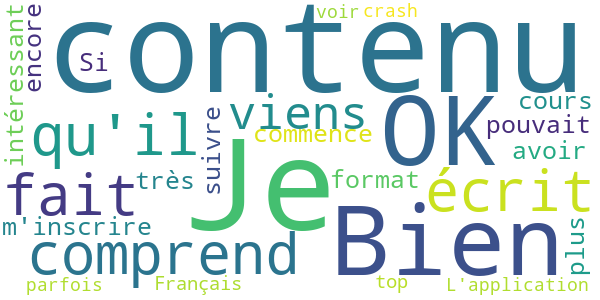 voir crash
contenu
intéressant
encore
Si
OK
qu'il
viens
cours
pouvait
commence
avoir
suivre
Je
fait
très
format
écrit
m'inscrire
Bien
comprend
plus
parfois
Français
top
L'application